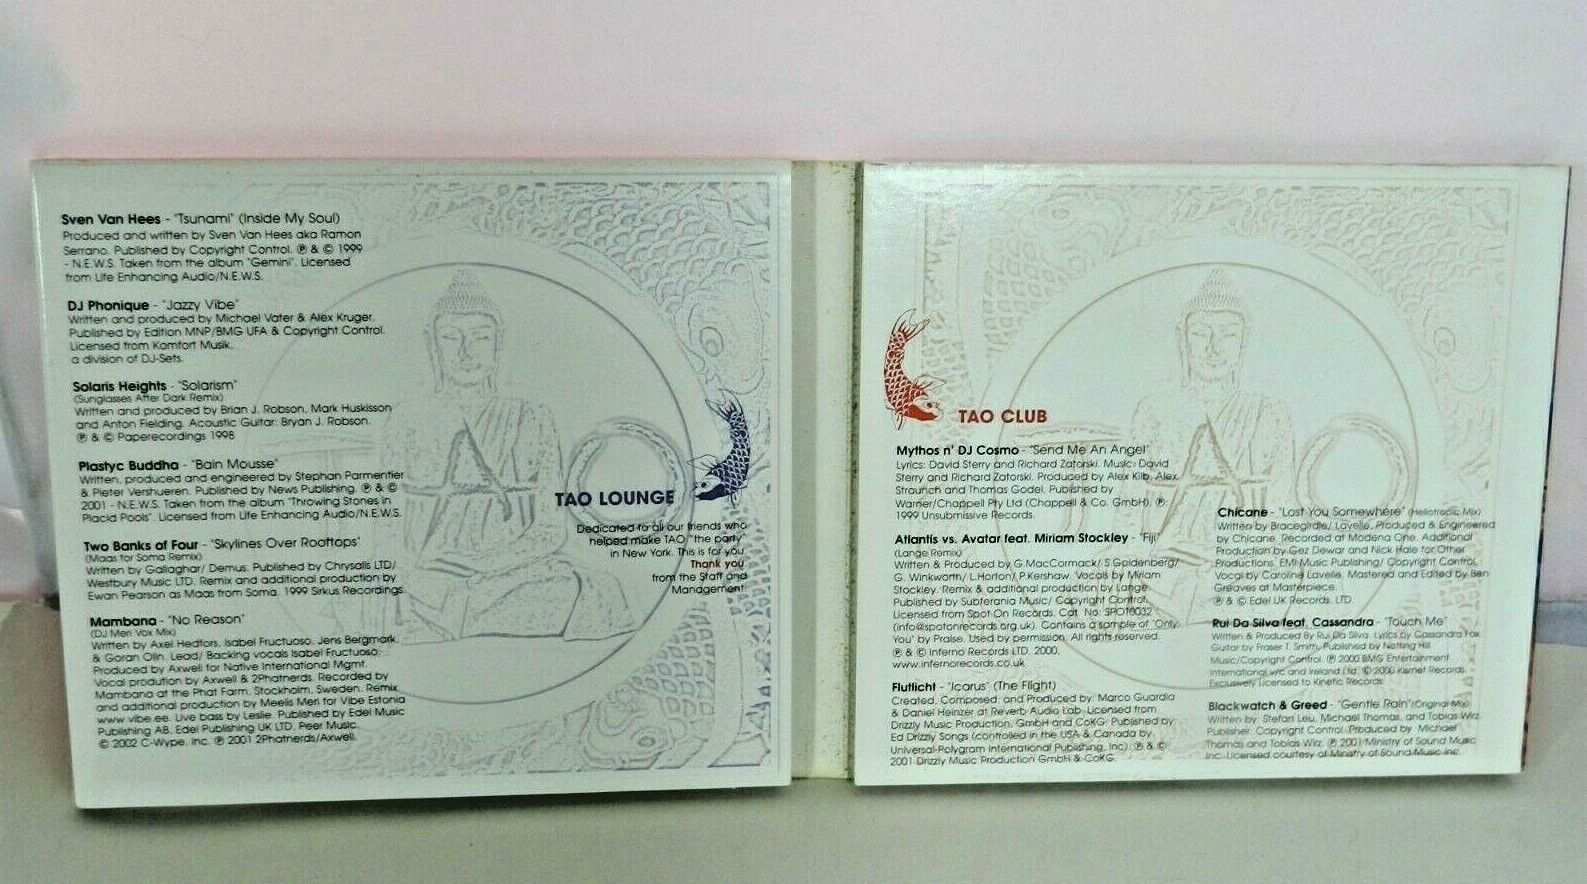 Sven Van Hees - "Tsunami" (Inside My Soul)
Produced and written by Sven Van Hees aka Ramon
Serrano. Published by Copyright Control. ℗ & © 1999
- N.E.W.S. Taken from the album "Gemini". Licensed
from Life Enhancing Audio/N.E.W.S.
DJ Phonique - "Jazzy Vibe"
Written and produced by Michael Vater & Alex Kruger.
Published by Edition MNP/BMG UFA & Copyright Control.
Licensed from Komfort Musik,
a division of DJ-Sets.
Solaris Heights - "Solarism"
(Sunglasses After Dark Remix)
Written and produced by Brian J. Robson, Mark Huskisson
and Anton Fielding. Acoustic Guitar: Bryan J. Robson.
℗ & © Paperecordings 1998
Plastyc Buddha - "Bain Mousse"
Written, produced and engineered by Stephan Parmentier
& Pieter Vershueren. Published by News Publishing. ℗ & ©
2001 - N.E.W.S. Taken from the album "Throwing Stones in
Placid Pools". Licensed from Life Enhancing Audio/N.E.W.S.
Two Banks of Four - "Skylines Over Rooftops"
(Maas for Soma Remix)
Written by Gallaghar/ Demus. Published by Chrysalis LTD/
Westbury Music LTD. Remix and additional production by
Ewan Pearson as Maas from Soma. 1999 Sirkus Recordings.
Mambana - "No Reason"
(DJ Meri Vox Mix)
Written by Axel Hedfors, Isabel Fructuoso, Jens Bergmark
& Goran Olin. Lead/ Backing vocals Isabel Fructuoso.
Produced by Axwell for Native International Mgmt.
Vocal prodution by Axwell & 2Phatnerds. Recorded by
Mambana at the Phat Farm, Stockholm, Sweden. Remix
and additional production by Meelis Meri for Vibe Estonia
www.vibe.ee. Live bass by Leslie. Published by Edel Music
Publishing AB, Edel Publishing UK LTD, Peer Music.
© 2002 C-Wype, Inc. ℗ 2001 2Phatnerds/Axwell.
TAO LOUNGE
Dedicated to all our friends who
helped make TAO "the party"
in New York. This is for you.
Thank you
from the Staff and
Management
TAO CLUB
Mythos n' DJ Cosmo - "Send Me An Angel"
Lyrics: David Sterry and Richard Zatorski. Music: David
Sterry and Richard Zatorski. Produced by Alex Kilb, Alex
Straunch and Thomas Godel. Published by
Warner/Chappell Pty Ltd (Chappell & Co. GmbH). ℗
1999 Unsubmissive Records.
Atlantis vs. Avatar feat. Miriam Stockley - "Fiji"
(Lange Remix)
Written & Produced by G.MacCormack/ S.Goldenberg/
G. Winkworth/ L.Horton/ P.Kershaw. Vocals by Miriam
Stockley. Remix & additional production by Lange.
Published by Subterania Music/ Copyright Control.
Licensed from Spot On Records. Cat. No: SPOT0032
(info@spotonrecords.org.uk). Contains a sample of "Only
You" by Praise. Used by permission. All rights reserved.
℗ & © Inferno Records LTD. 2000.
www.infernorecords.co.uk
Flutlicht - "Icarus" (The Flight)
Created, Composed, and Produced by: Marco Guardia
& Daniel Heinzer at Reverb Audio Lab. Licensed from
Drizzly Music Production, GmbH and CoKG. Published by
Ed Drizzly Songs (controlled in the USA & Canada by
Universal-Polygram International Publishing, Inc). ℗ & ©
2001 Drizzly Music Production GmbH & CoKG.
Chicane - "Lost You Somewhere" (Heliotropic Mix)
Written by Bracegirdle/ Lavelle. Produced & Engineered
by Chicane. Recorded at Modena One. Additional
Production by Gez Dewar and Nick Hale for Other
Productions. EMI Music Publishing/ Copyright Control.
Vocal by Caroline Lavelle. Mastered and Edited by Ben
Greaves at Masterpiece.
℗ & © Edel UK Records, LTD.
Rui Da Silva feat. Cassandra - "Touch Me"
Written & Produced By Rui Da Silva. Lyrics by Cassandra Fox
Guitar by Fraser T. Smith. Published by Notting Hill
Music/Copyright Control. ℗ 2000 BMG Entertainment
International UK and Ireland Ltd. © 2000 Kismet Records.
Exclusively Licensed to Kinetic Records.
Blackwatch & Greed - "Gentle Rain" (Original Mix)
Written by: Stefan Leu, Michael Thomas, and Tobias Wirz.
Publisher: Copyright Control. Produced by: Michael
Thomas and Tobias Wirz. ℗ 2001 Ministry of Sound Music
Inc. Licensed courtesy of Ministry of Sound Music Inc.